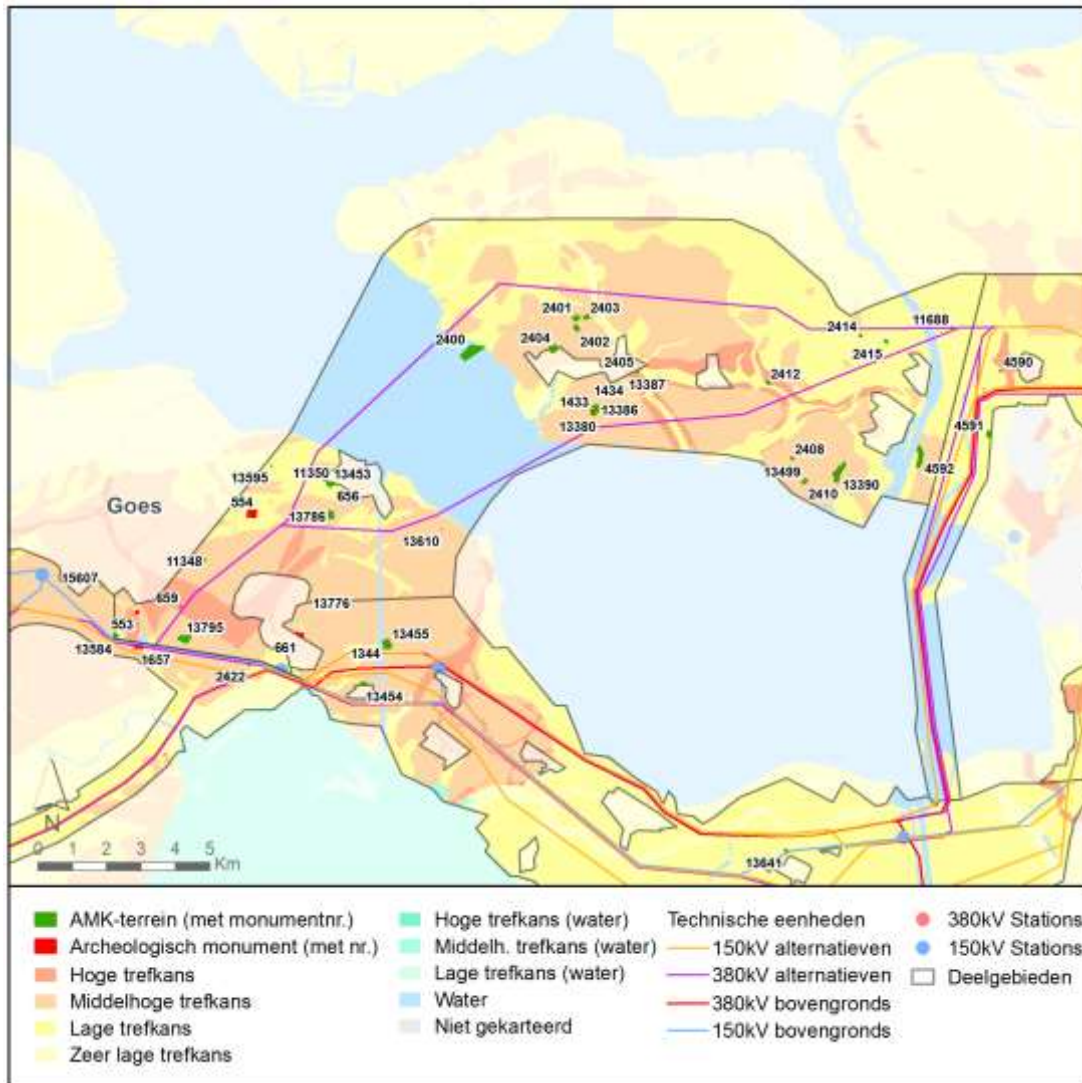 2401 2403
2400
2404
2402
2405
2414
11688
2415
4590
13387
1434
2412
1433
13386
13380
4591
2408
4592
13499
2410
13390
13595
11350
13453
554
656
Goes
13786
13610
11348
15607
659
13776
553
13795
13455
13584
1657
661
1344
2422
13454
13641
N
0 1 2 3 4 5
Km
AMK-terrein (met monumentnr.)
Archeologisch monument (met nr.)
Hoge trefkans
Middelhoge trefkans
Lage trefkans
Zeer lage trefkans
Hoge trefkans (water)
Middelh. trefkans (water)
Lage trefkans (water)
Water
Niet gekarteerd
Technische eenheden
150kV alternatieven
380kV alternatieven
380kV bovengronds
150kV bovengronds
380kV Stations
150kV Stations
Deelgebieden